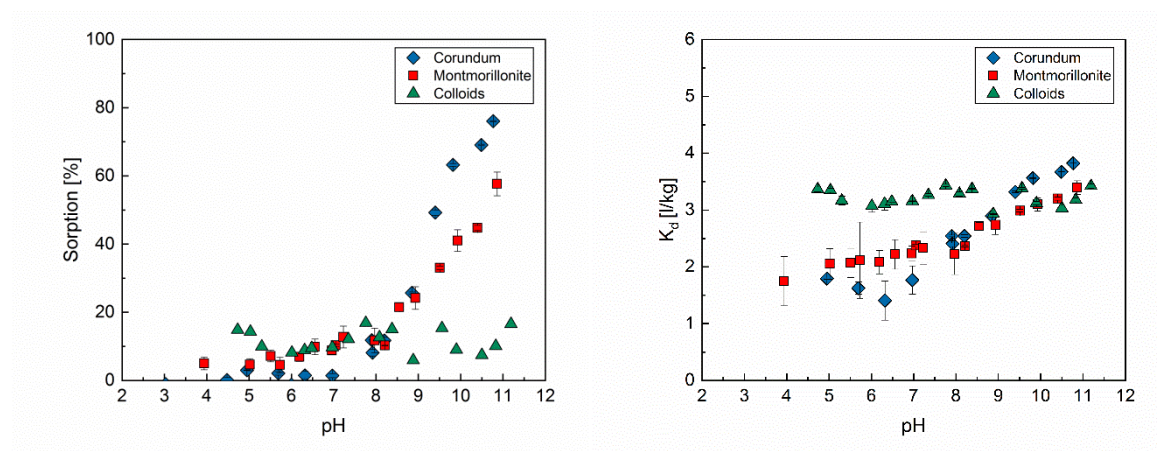 100
80
60
40
20
0
Sorption [%]
Corundum
Montmorillonite
Colloids
2 3 4 5 6 7 8 9 10 11 12
pH
6
5
4
3
2
1
0
Kd [l/kg]
Corundum
Montmorillonite
Colloids
2 3 4 5 6 7 8 9 10 11 12
pH